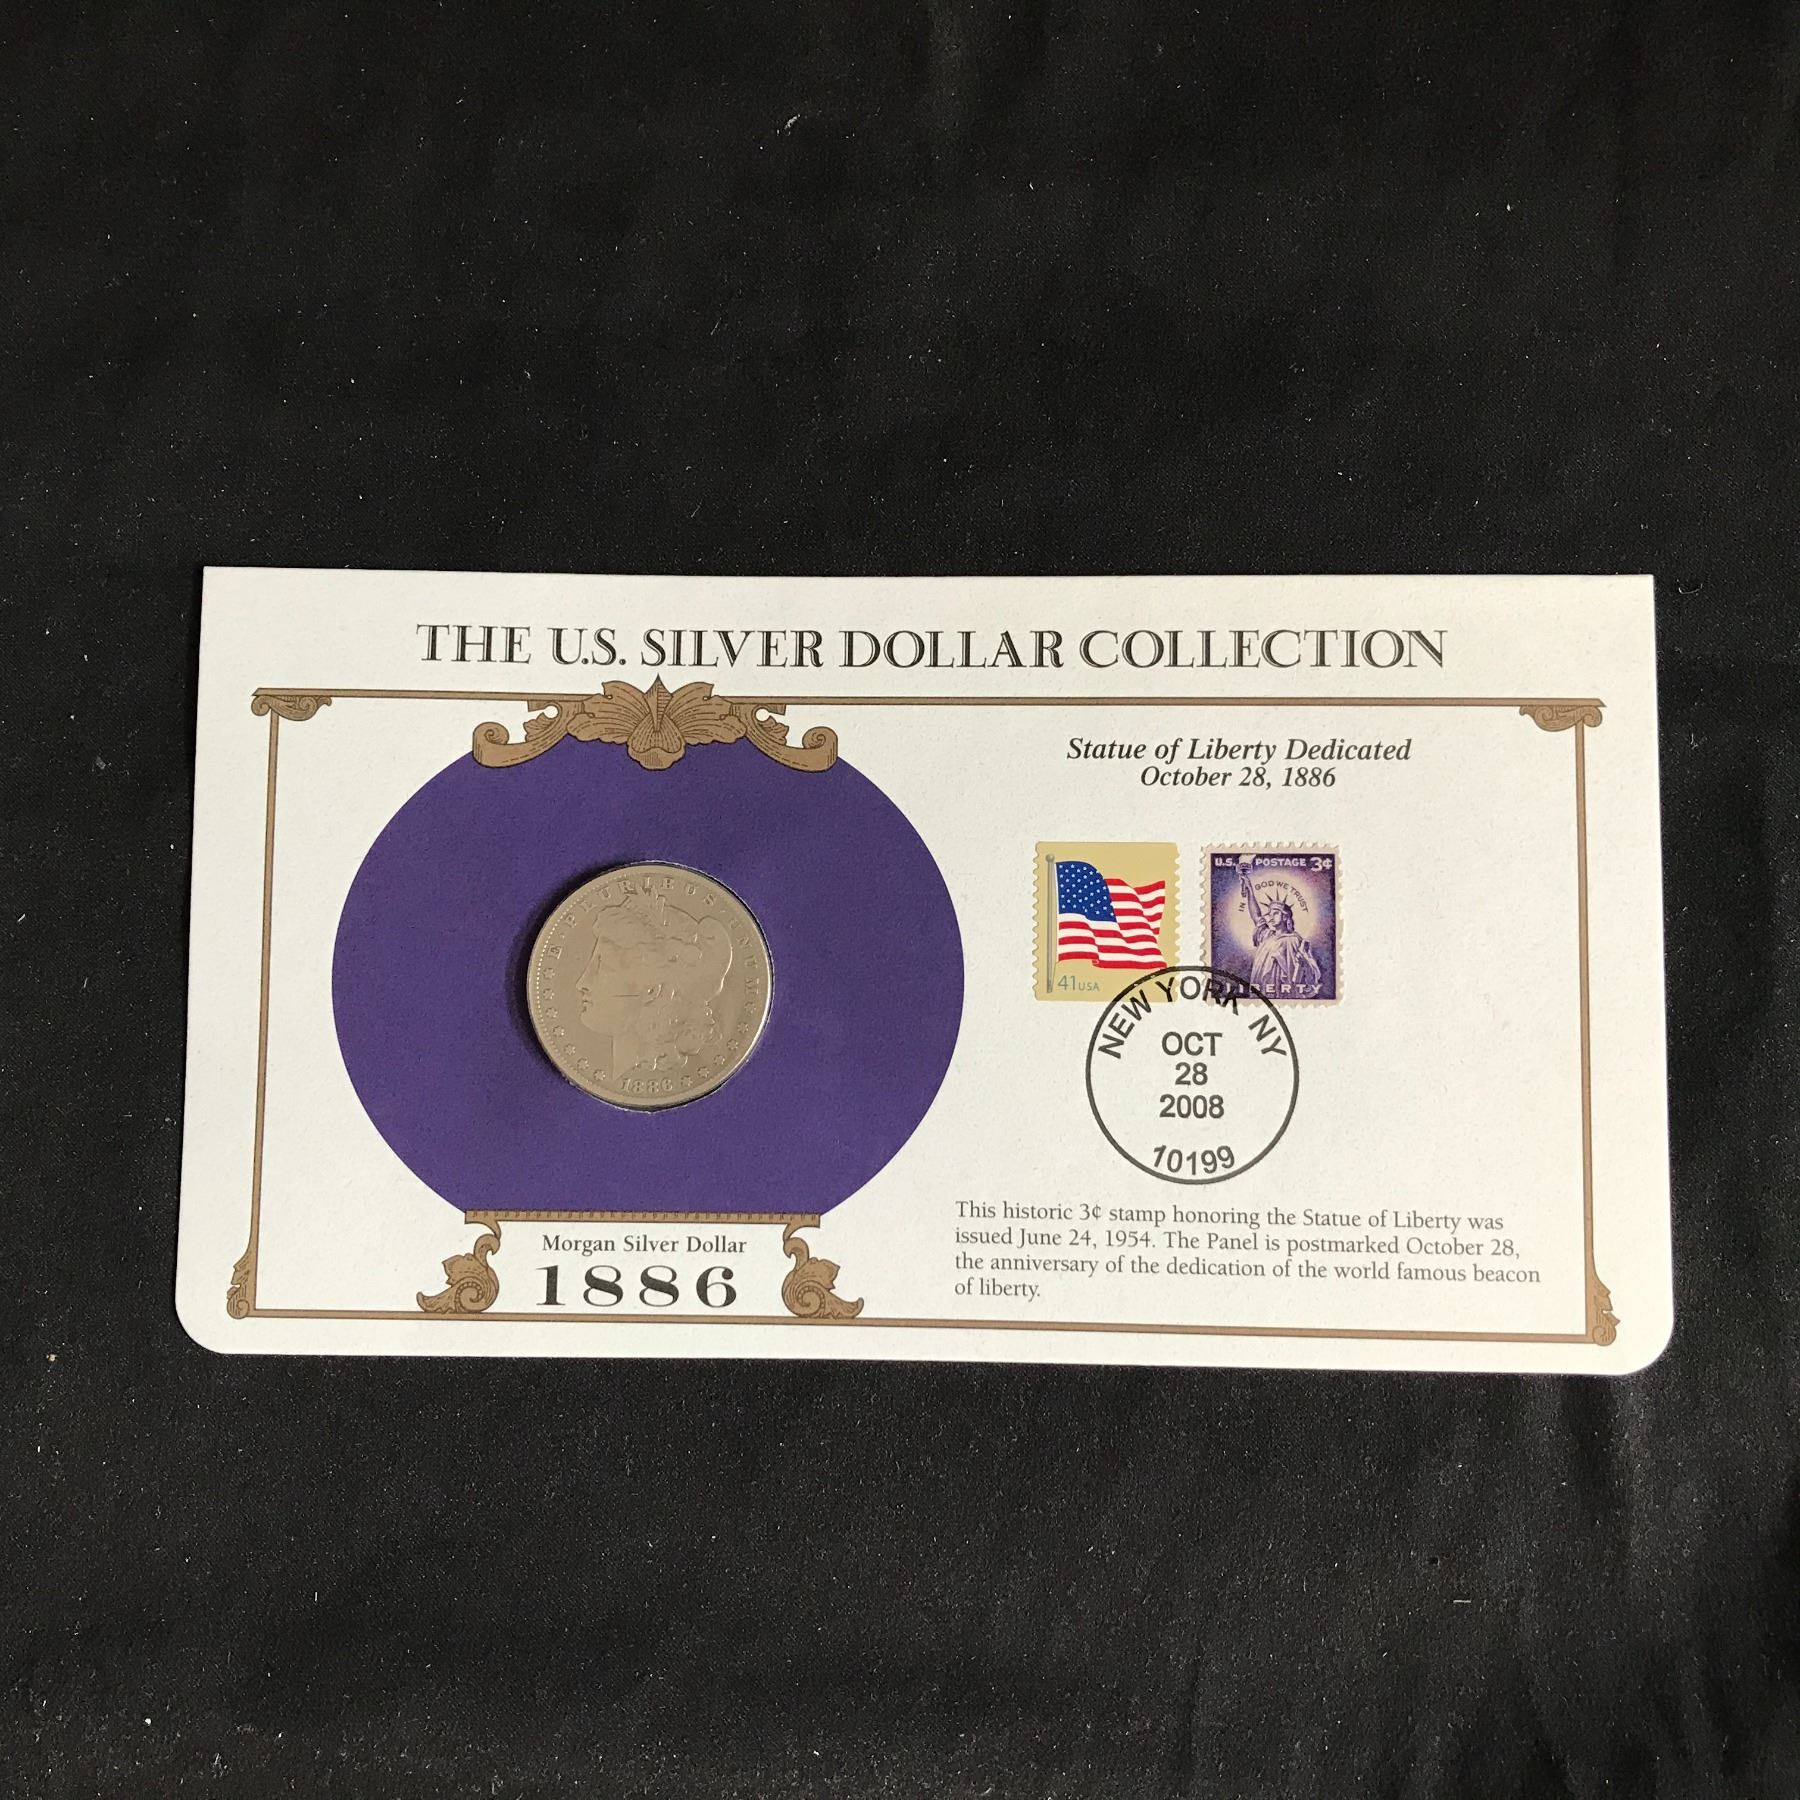 THE U.S. SILVER DOLLAR COLLECTION
Statue of Liberty Dedicated
October 28, 1886
E · PLURIBUS · UNUM
1886
41 USA
U.S. POSTAGE 3¢
IN GOD WE TRUST
LIBERTY
NEW YORK NY
OCT
28
2008
10199
This historic 3¢ stamp honoring the Statue of Liberty was
issued June 24, 1954. The Panel is postmarked October 28,
the anniversary of the dedication of the world famous beacon
of liberty.
Morgan Silver Dollar
1886